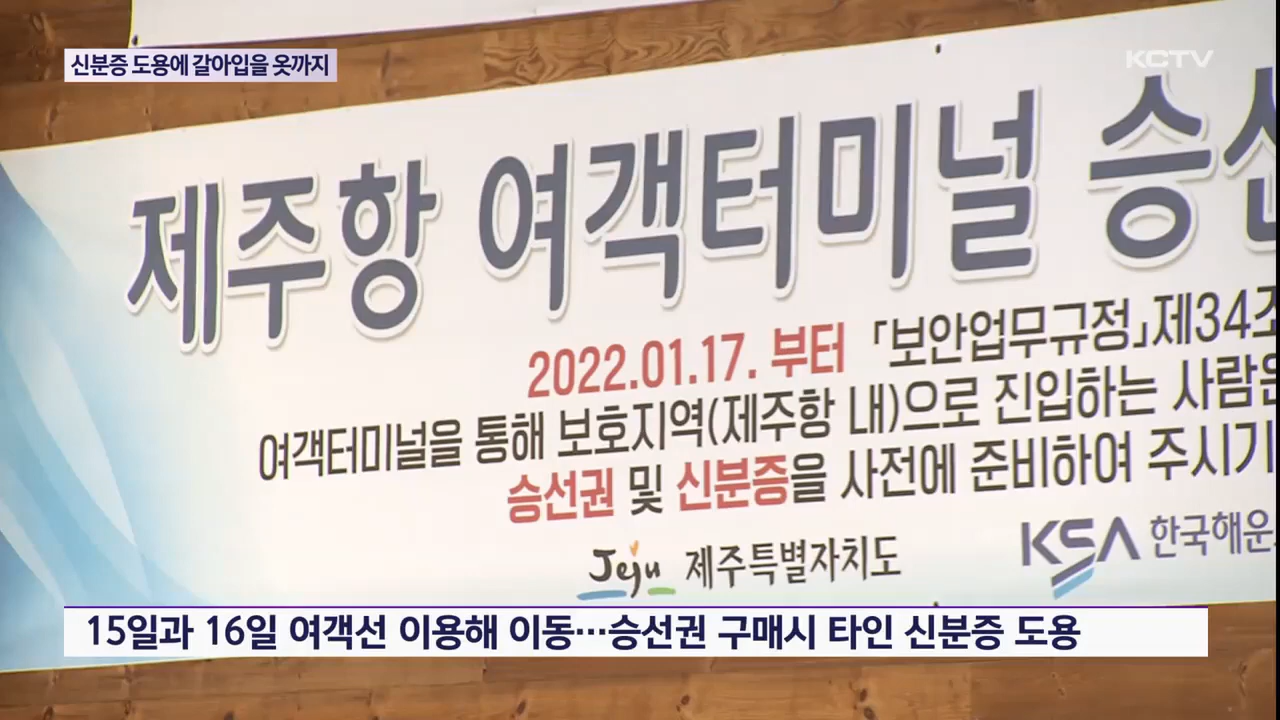 신분증 도용에 갈아입을 옷까지
KCTV
제주항 여객터미널
2022.01.17. 부터 「보안업무규정」제34조
여객터미널을 통해 보호지역(제주항 내)으로 진입하는 사람은
승선권 및 신분증을 사전에 준비하여 주시기
Jeju 제주특별자치도
KSA 한국해운
15일과 16일 여객선 이용해 이동···승선권 구매시 타인 신분증 도용